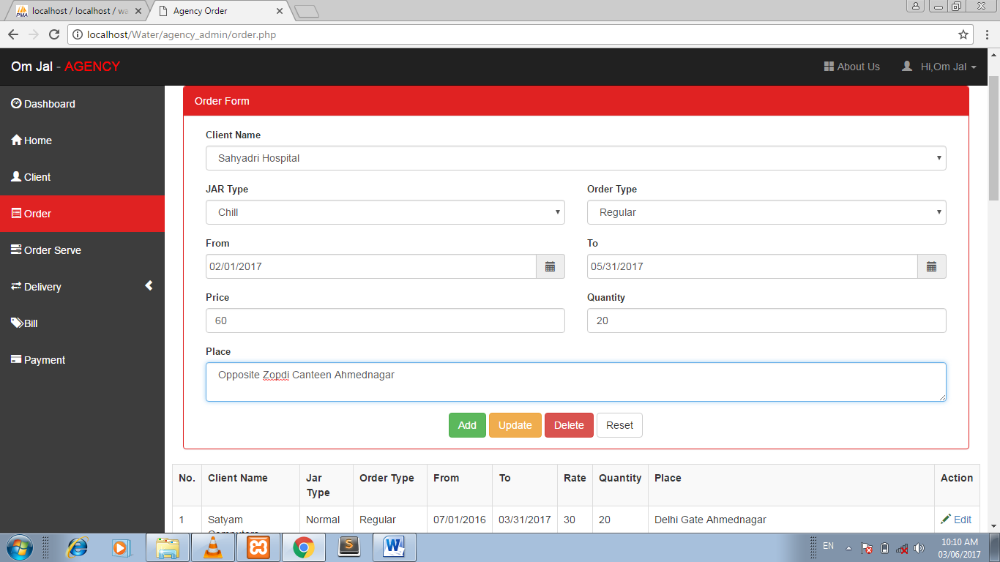 localhost / localhost / wa
Agency Order
localhost/Water/agency_admin/order.php
Om Jal - AGENCY
About Us
Hi,Om Jal
Dashboard
Home
Client
Order
Order Serve
Delivery
Bill
Payment
Order Form
Client Name
Sahyadri Hospital
JAR Type Order Type
Chill Regular
From To
02/01/2017 05/31/2017
Price Quantity
60 20
Place
Opposite Zopdi Canteen Ahmednagar
Add Update Delete Reset
No. Client Name Jar Type Order Type From To Rate Quantity Place Action
1 Satyam Computers Normal Regular 07/01/2016 03/31/2017 30 20 Delhi Gate Ahmednagar Edit
EN
10:10 AM
03/06/2017